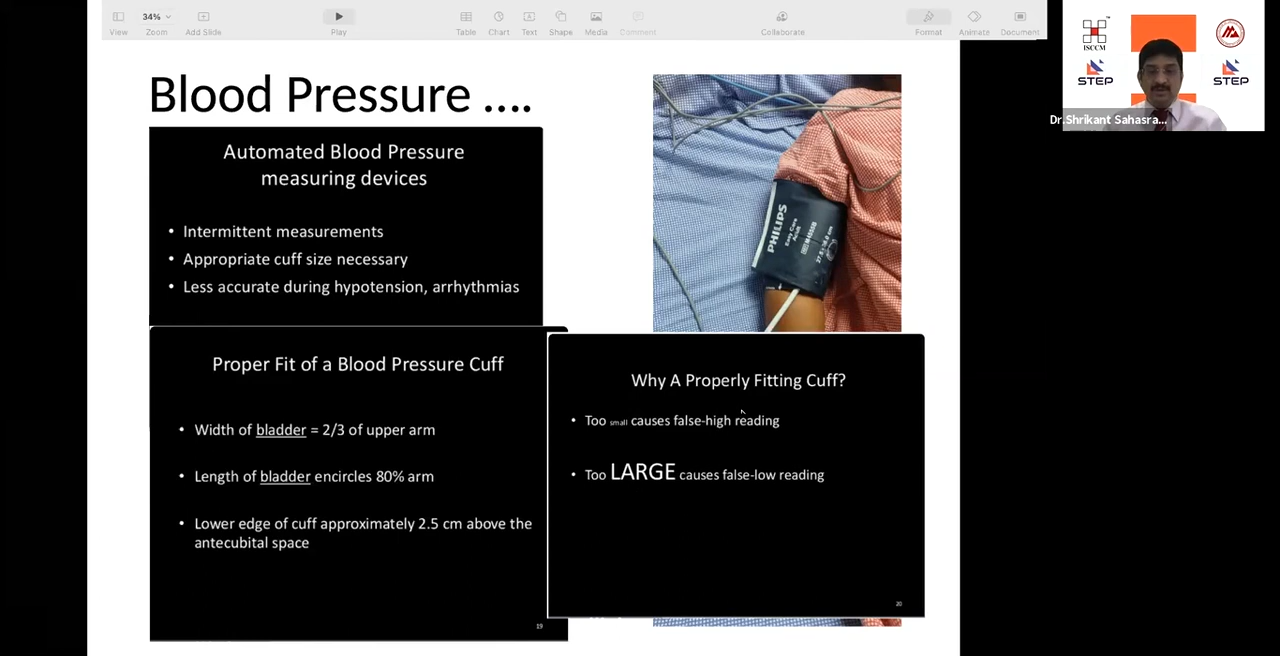 34%
View
Zoom
Add Slide
Play
Table
Chart
Text
Shape
Media
Comment
Collaborate
Format
Animate
Document
ISCCM
STEP
STEP
Dr.Shrikant Sahasra...
Blood Pressure ....
Automated Blood Pressure
measuring devices
• Intermittent measurements
• Appropriate cuff size necessary
• Less accurate during hypotension, arrhythmias
PHILIPS
Easy Care
Adult
Proper Fit of a Blood Pressure Cuff
• Width of bladder = 2/3 of upper arm
• Length of bladder encircles 80% arm
• Lower edge of cuff approximately 2.5 cm above the
antecubital space
19
Why A Properly Fitting Cuff?
• Too small causes false-high reading
• Too LARGE causes false-low reading
20